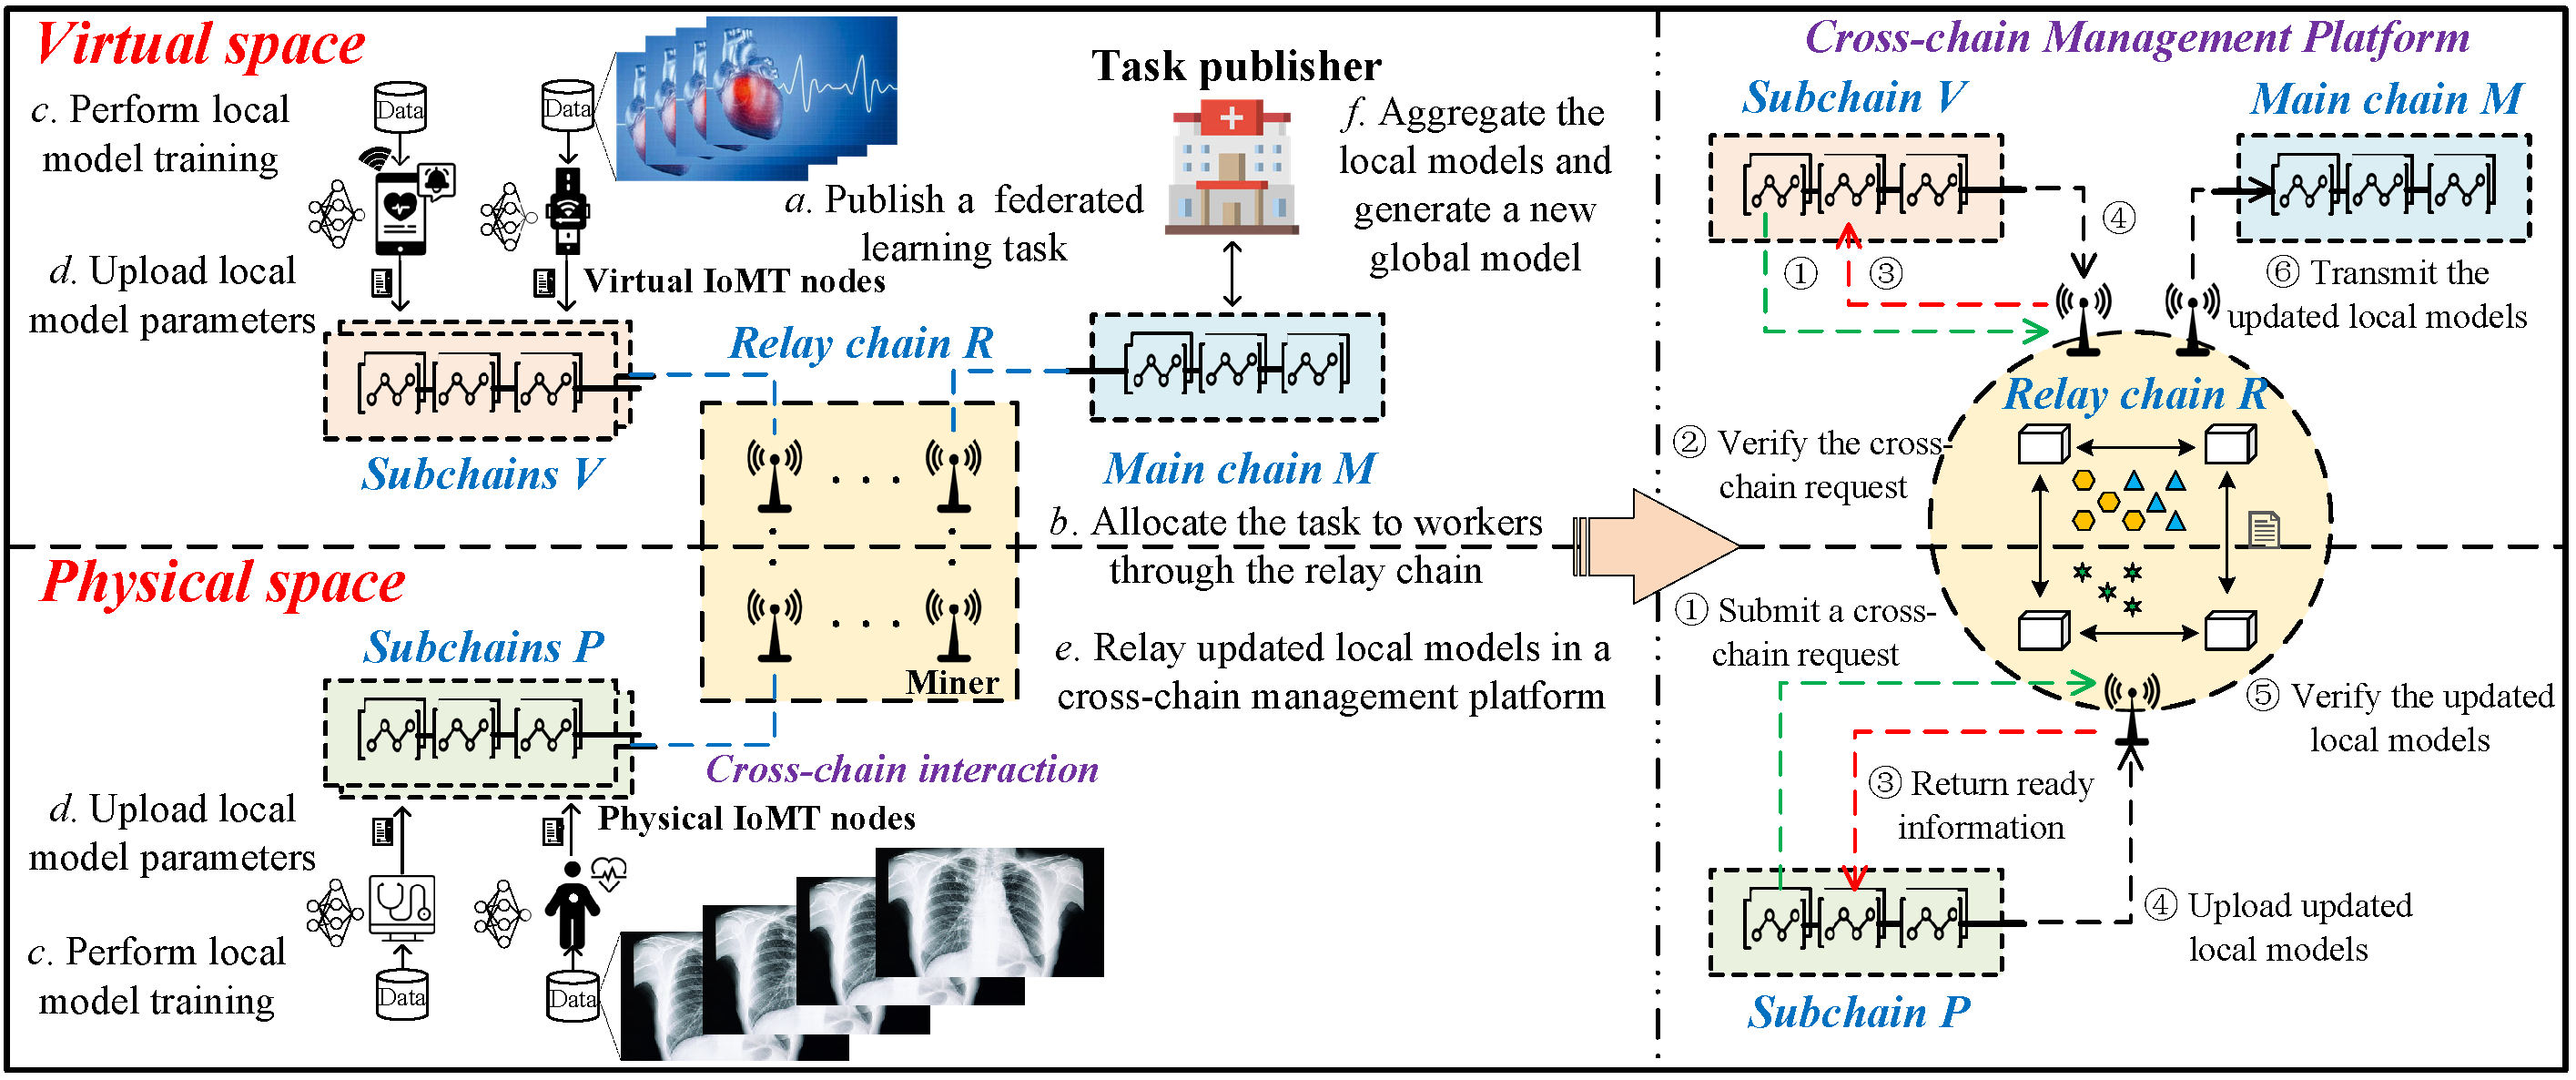 Virtual space
c. Perform local
model training
Data
Data
d. Upload local
model parameters
Virtual IoMT nodes
Subchains V
a. Publish a federated
learning task
Task publisher
f. Aggregate the
local models and
generate a new
global model
Relay chain R
Main chain M
b. Allocate the task to workers
through the relay chain
Physical space
Subchains P
Miner
e. Relay updated local models in a
cross-chain management platform
Cross-chain interaction
d. Upload local
model parameters
Physical IoMT nodes
c. Perform local
model training
Data
Data
Cross-chain Management Platform
Subchain V
Main chain M
④
① ③
⑥ Transmit the
updated local models
Relay chain R
② Verify the cross-
chain request
① Submit a cross-
chain request
⑤ Verify the updated
local models
③ Return ready
information
④ Upload updated
local models
Subchain P